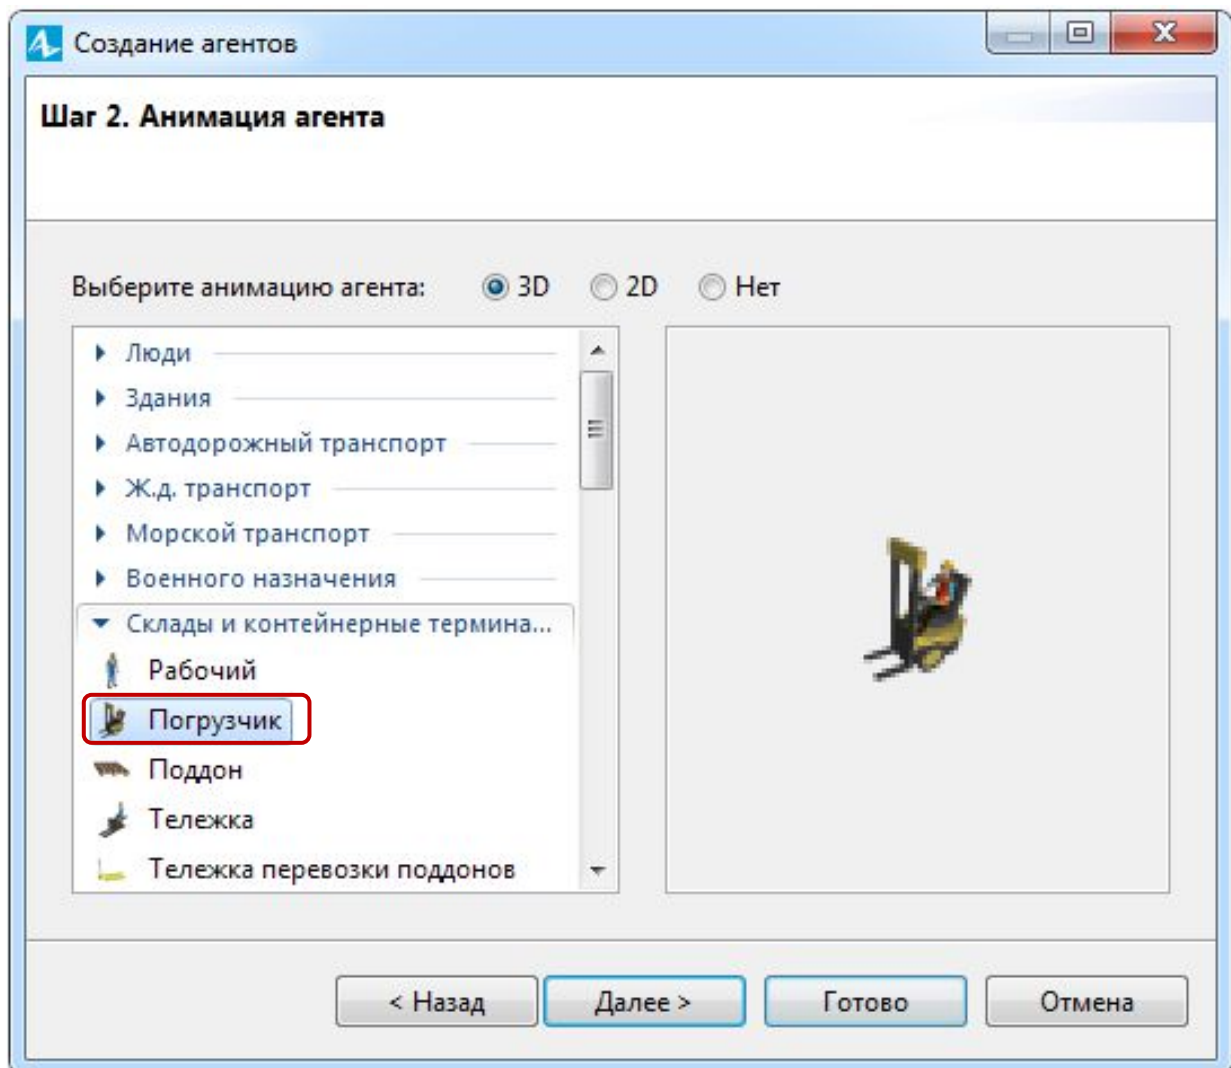 Создание агентов
Шаг 2. Анимация агента
Выберите анимацию агента: 3D 2D Нет
Люди
Здания
Автодорожный транспорт
Ж.д. транспорт
Морской транспорт
Военного назначения
Склады и контейнерные термина...
Рабочий
Погрузчик
Поддон
Тележка
Тележка перевозки поддонов
< Назад Далее > Готово Отмена